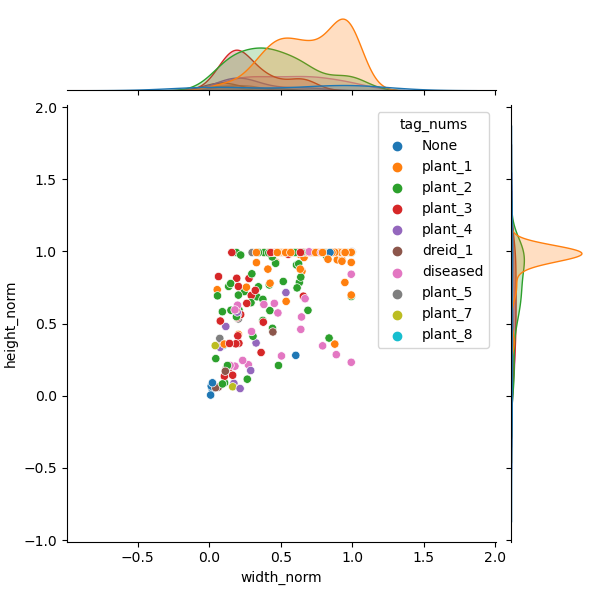 2.0
1.5
1.0
0.5
0.0
−0.5
−1.0
height_norm
tag_nums
None
plant_1
plant_2
plant_3
plant_4
dreid_1
diseased
plant_5
plant_7
plant_8
−0.5 0.0 0.5 1.0 1.5 2.0
width_norm